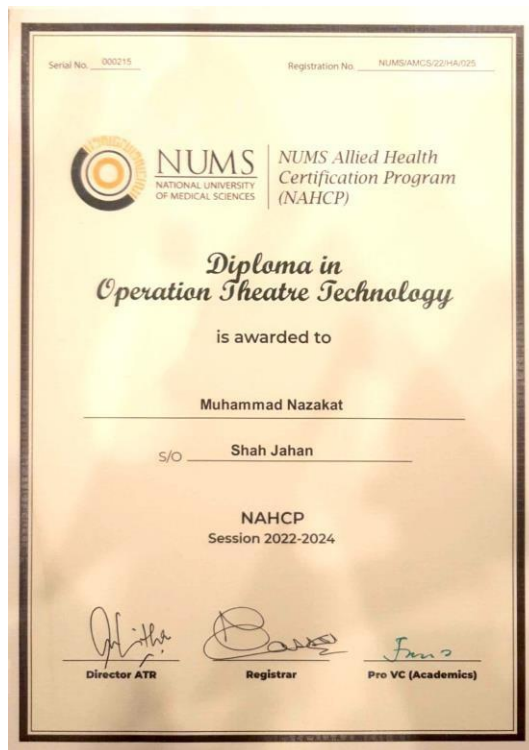 Serial No. 000215
Registration No. NUMS/AMCS/22/HA/025
NUMS
NATIONAL UNIVERSITY
OF MEDICAL SCIENCES
NUMS Allied Health
Certification Program
(NAHCP)
Diploma in
Operation Theatre Technology
is awarded to
Muhammad Nazakat
S/O Shah Jahan
NAHCP
Session 2022-2024
Director ATR
Registrar
Pro VC (Academics)